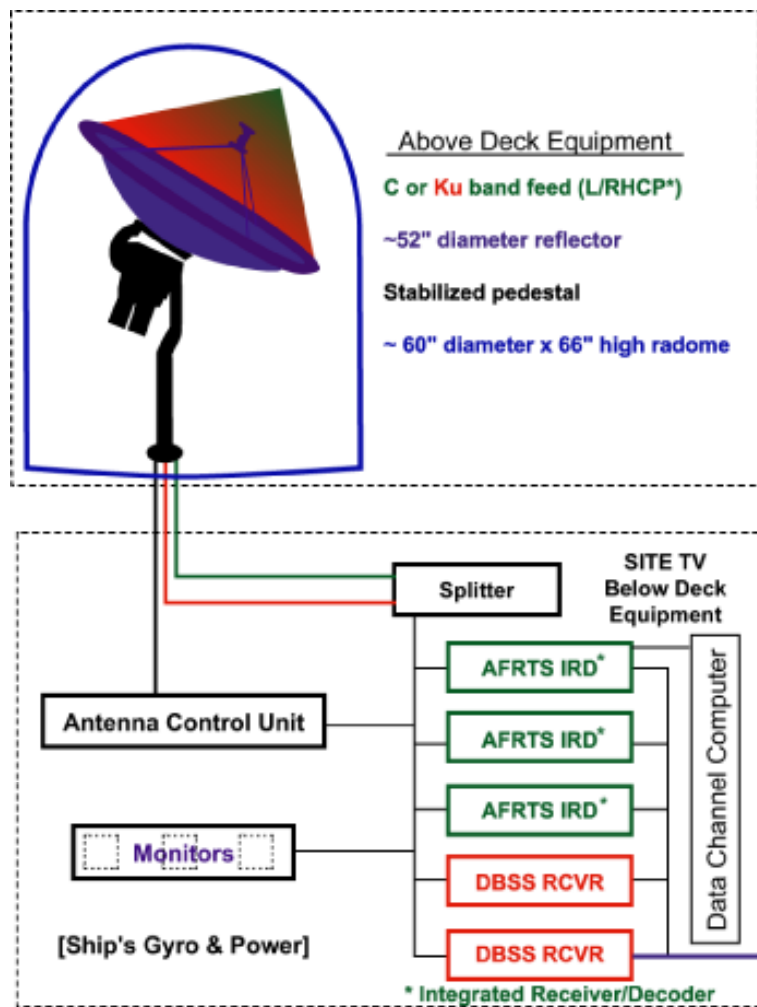 Above Deck Equipment
C or Ku band feed (L/RHCP*)
~52" diameter reflector
Stabilized pedestal
~ 60" diameter x 66" high radome
Splitter
SITE TV
Below Deck
Equipment
AFRTS IRD*
Antenna Control Unit
AFRTS IRD*
AFRTS IRD*
Data Channel Computer
Monitors
DBSS RCVR
[Ship's Gyro & Power]
DBSS RCVR
* Integrated Receiver/Decoder